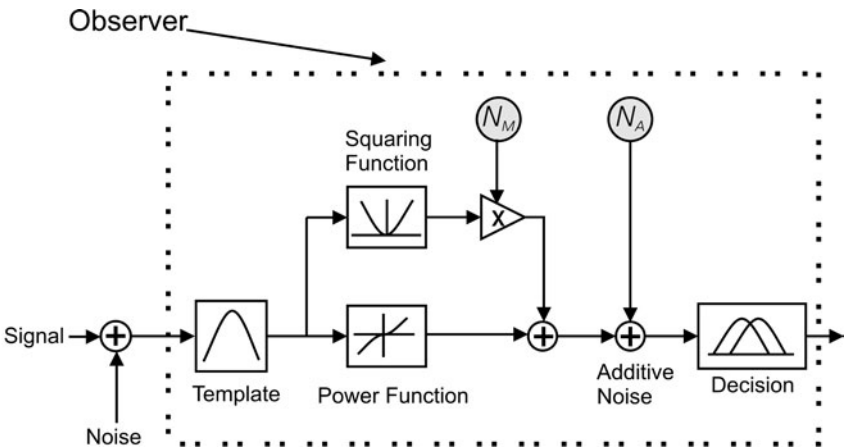 Observer
N_M
N_A
Squaring
Function
X
Signal
Template
Power Function
Additive
Noise
Decision
Noise